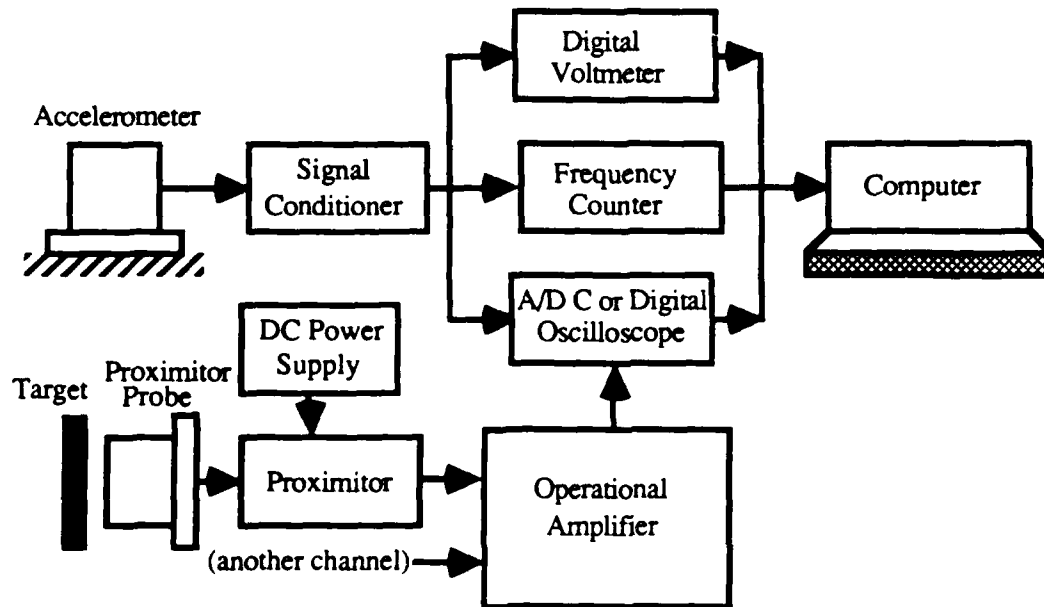 Digital
Voltmeter
Accelerometer
Signal
Conditioner
Frequency
Counter
Computer
A/D C or Digital
Oscilloscope
DC Power
Supply
Target
Proximitor
Probe
Proximitor
Operational
Amplifier
(another channel)